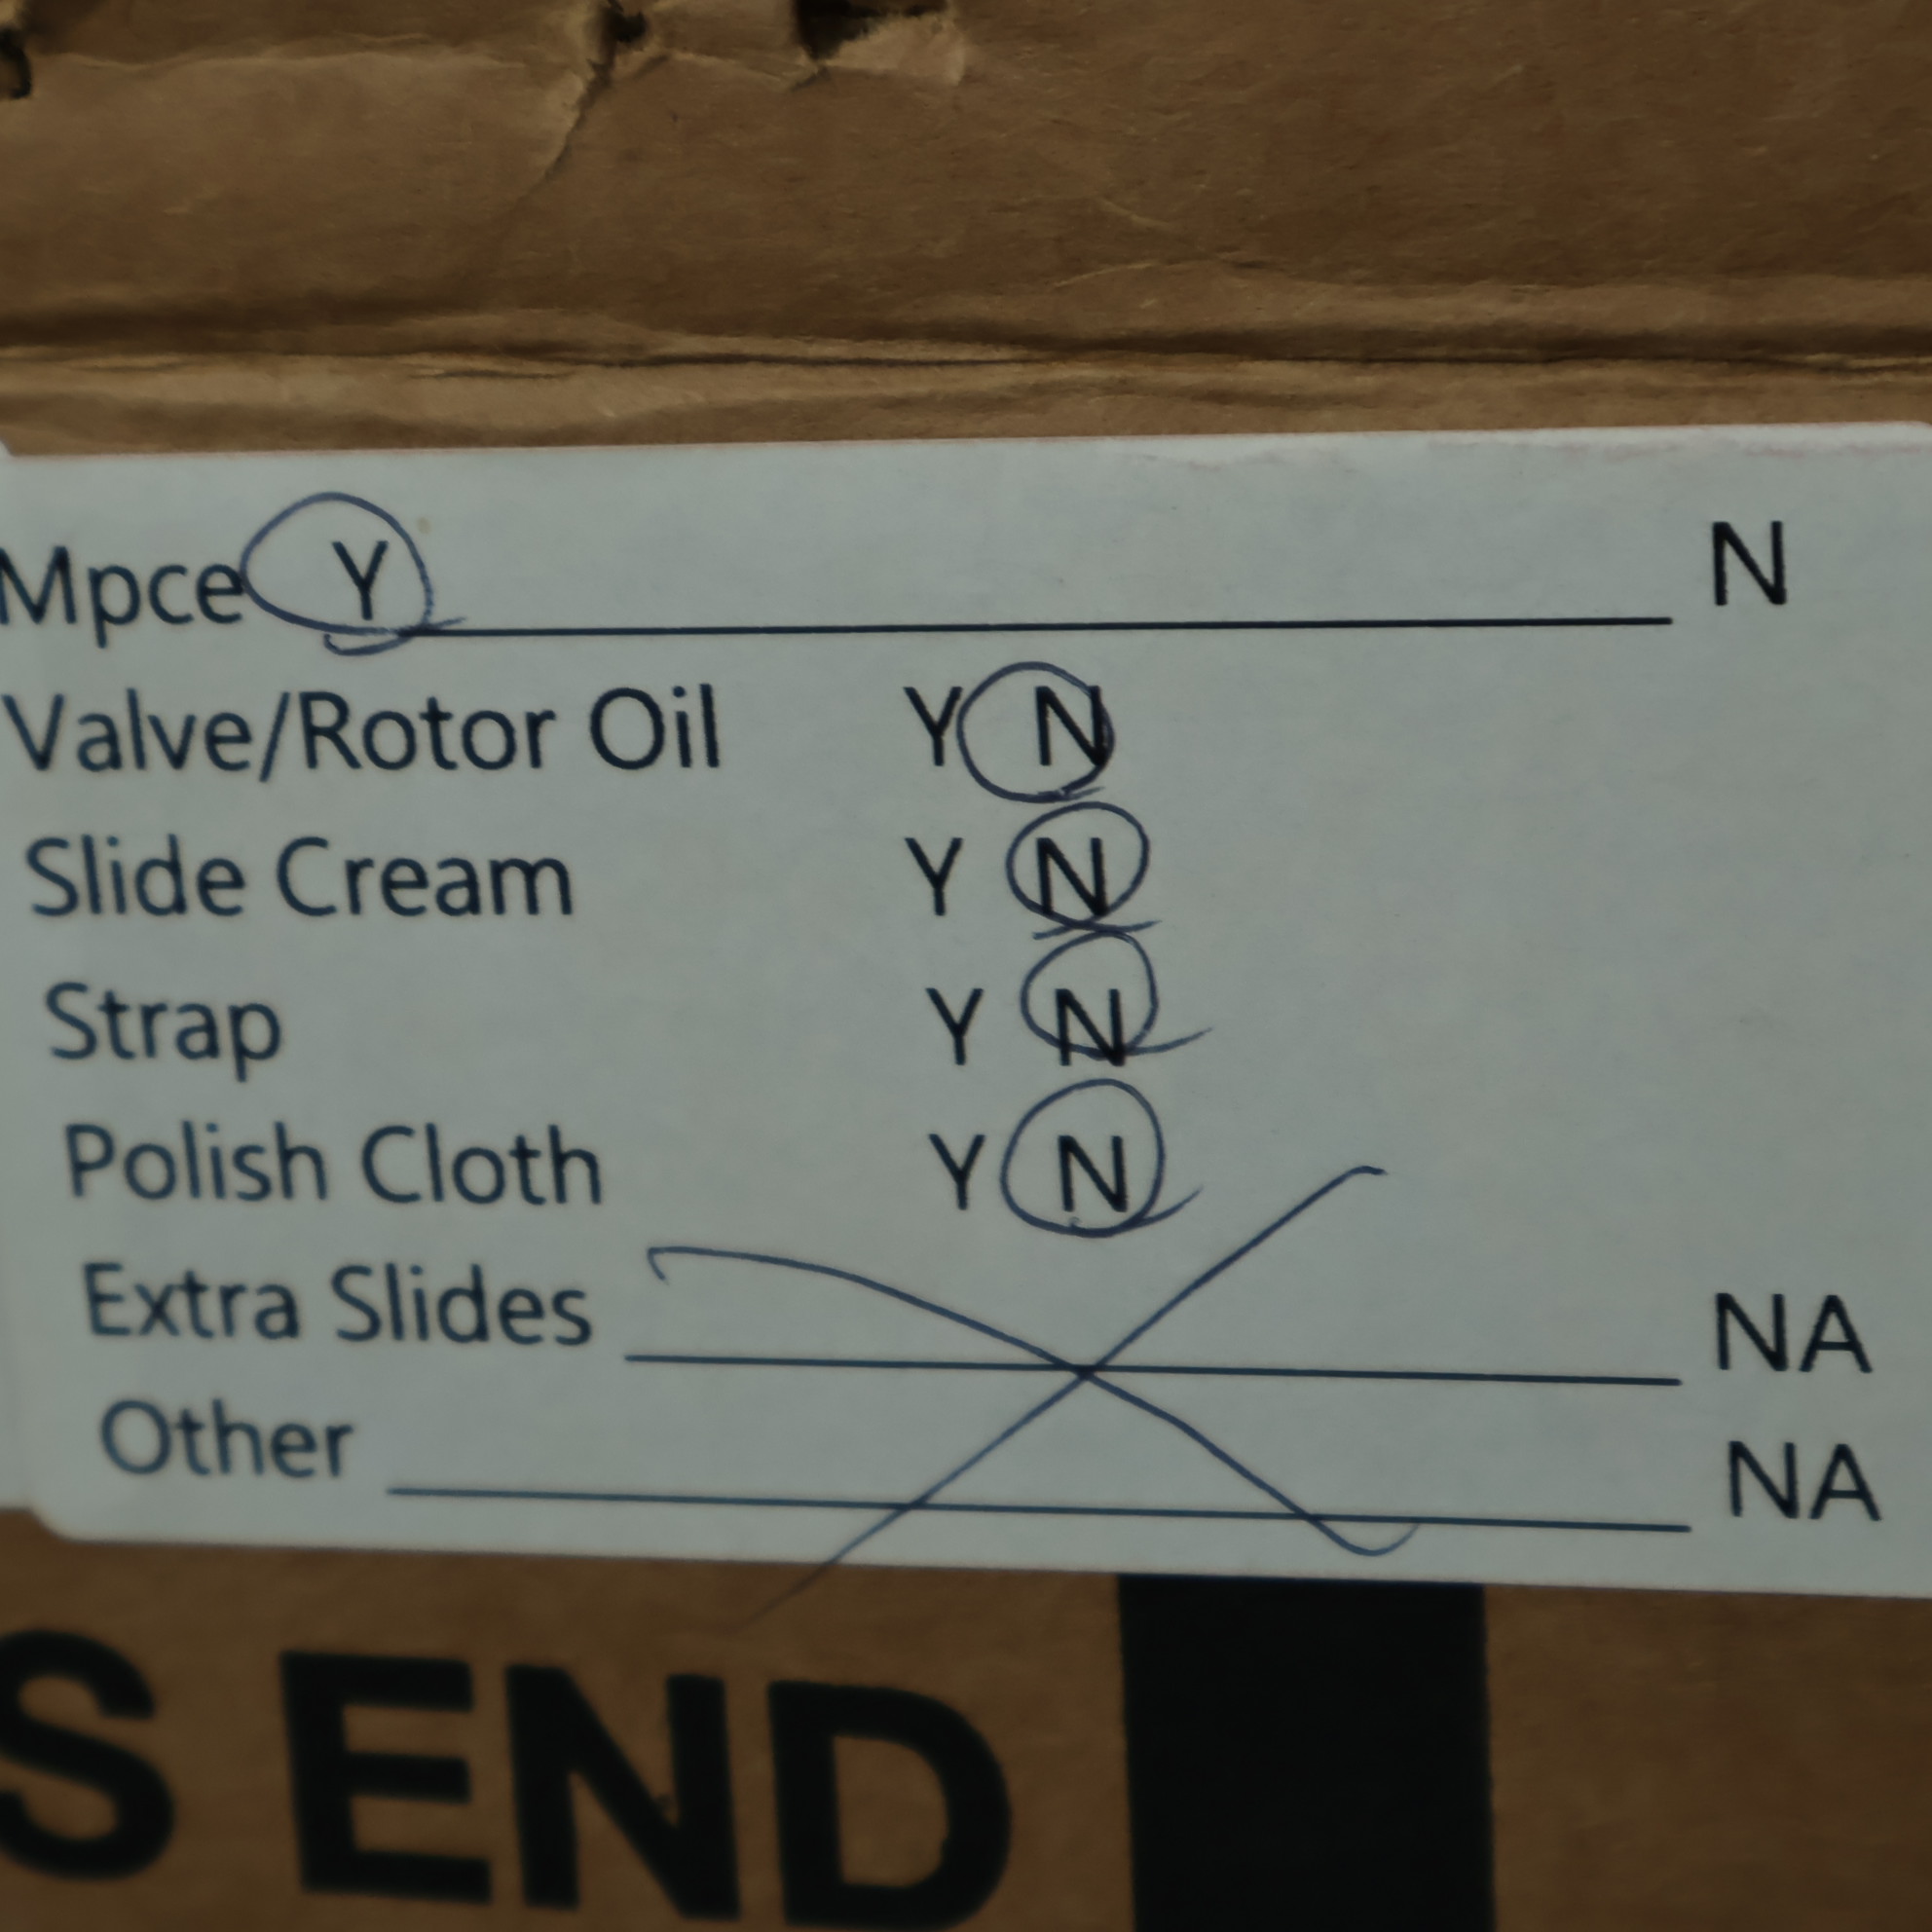 Mpce Y N
Valve/Rotor Oil Y N
Slide Cream Y N
Strap Y N
Polish Cloth Y N
Extra Slides NA
Other NA
S END